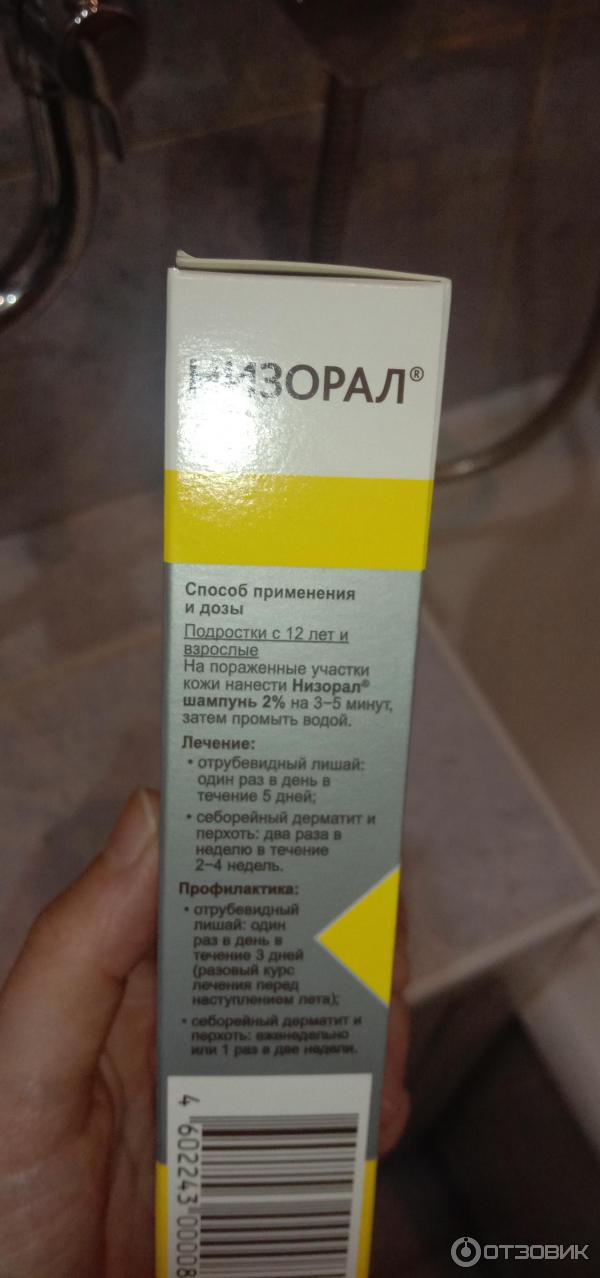 НИЗОРАЛ®
Способ применения
и дозы
Подростки с 12 лет и
взрослые
На пораженные участки
кожи нанести Низорал®
шампунь 2% на 3–5 минут,
затем промыть водой.
Лечение:
• отрубевидный лишай:
один раз в день в
течение 5 дней;
• себорейный дерматит и
перхоть: два раза в
неделю в течение
2–4 недель.
Профилактика:
• отрубевидный
лишай: один
раз в день в
течение 3 дней
(разовый курс
лечения перед
наступлением лета);
• себорейный дерматит и
перхоть: еженедельно
или 1 раз в две недели.
4 602243 00008
ОТЗОВИК